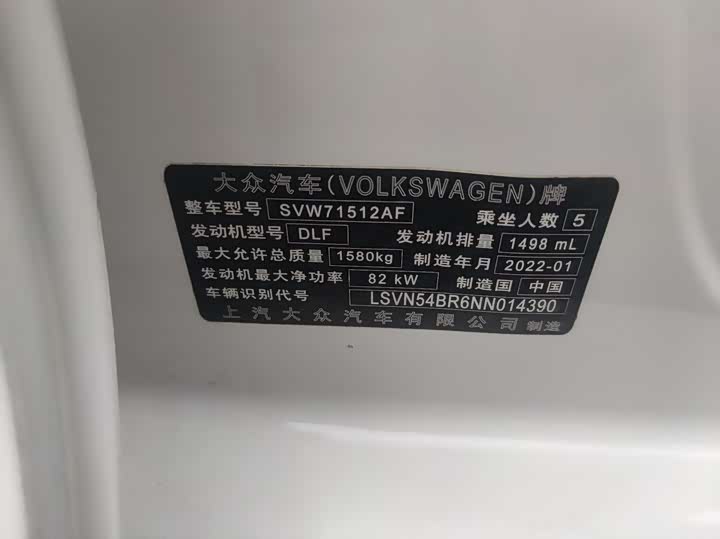 大众汽车(VOLKSWAGEN)牌
整车型号 SVW71512AF 乘坐人数 5
发动机型号 DLF 发动机排量 1498 mL
最大允许总质量 1580kg 制造年月 2022-01
发动机最大净功率 82 kW 制造国 中国
车辆识别代号 LSVN54BR6NN014390
上汽大众汽车有限公司 制造